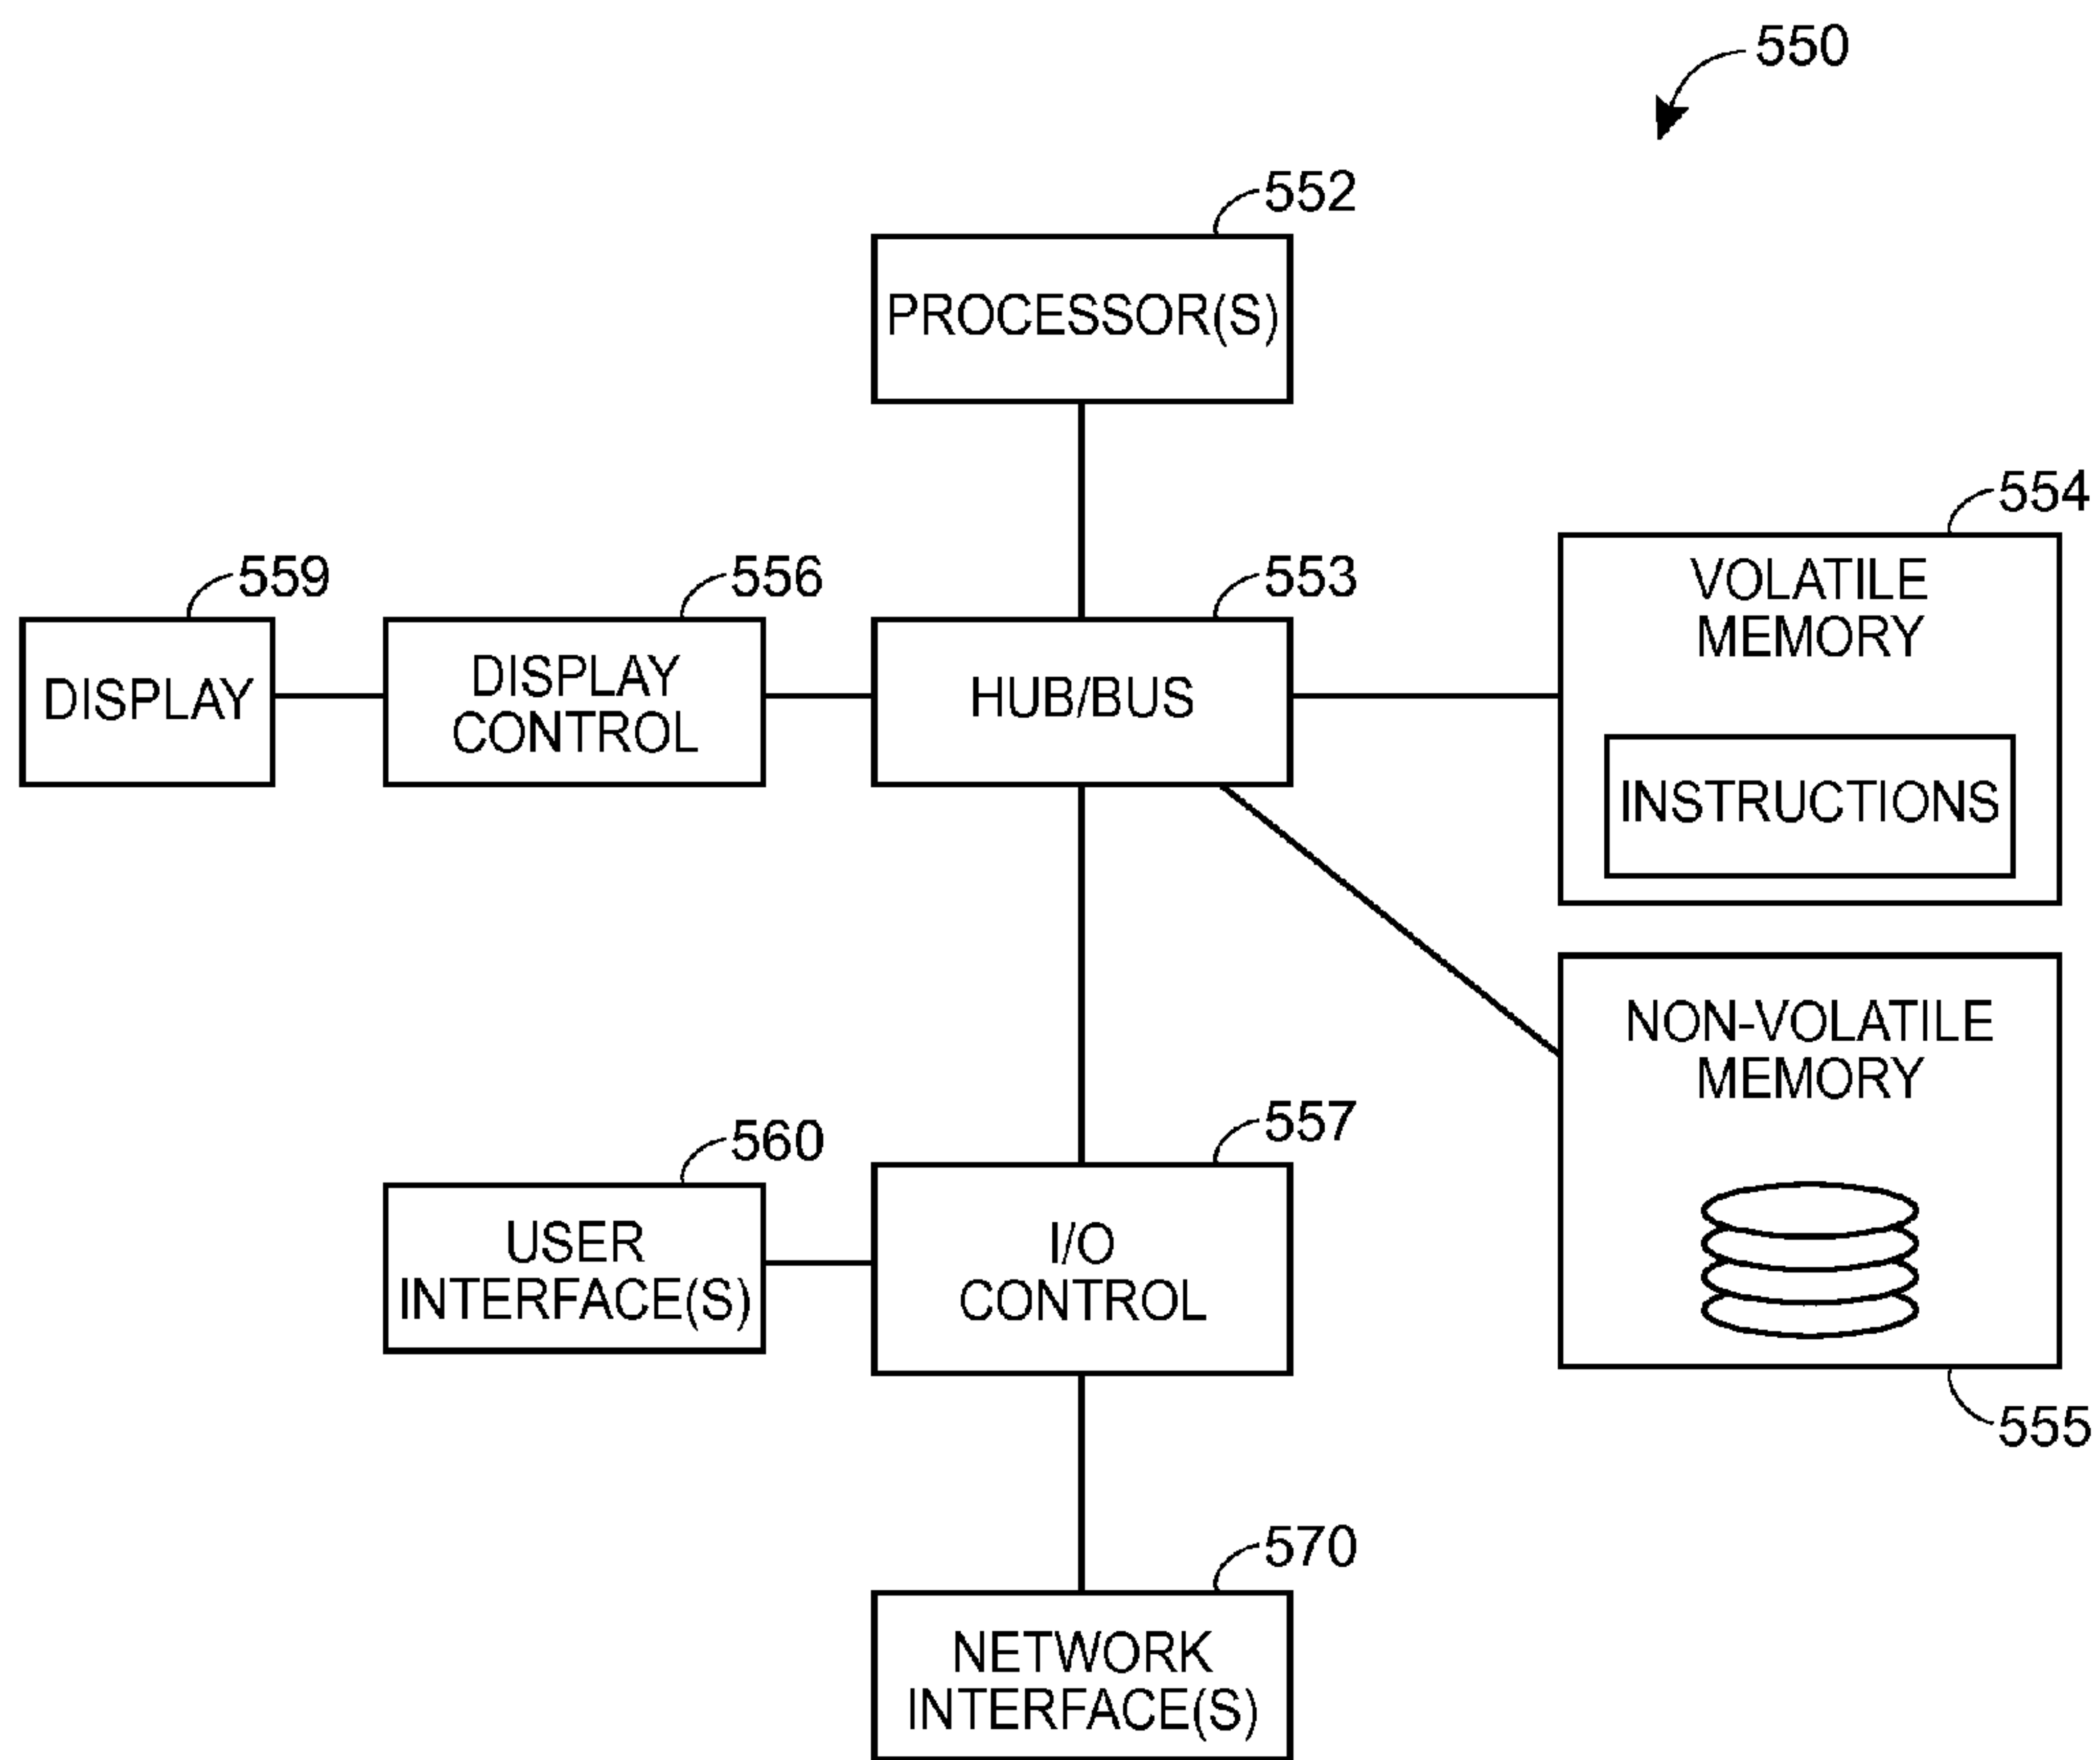 550
552
PROCESSOR(S)
554
VOLATILE
MEMORY
INSTRUCTIONS
559
DISPLAY
556
DISPLAY
CONTROL
553
HUB/BUS
NON-VOLATILE
MEMORY
555
560
USER
INTERFACE(S)
557
I/O
CONTROL
570
NETWORK
INTERFACE(S)